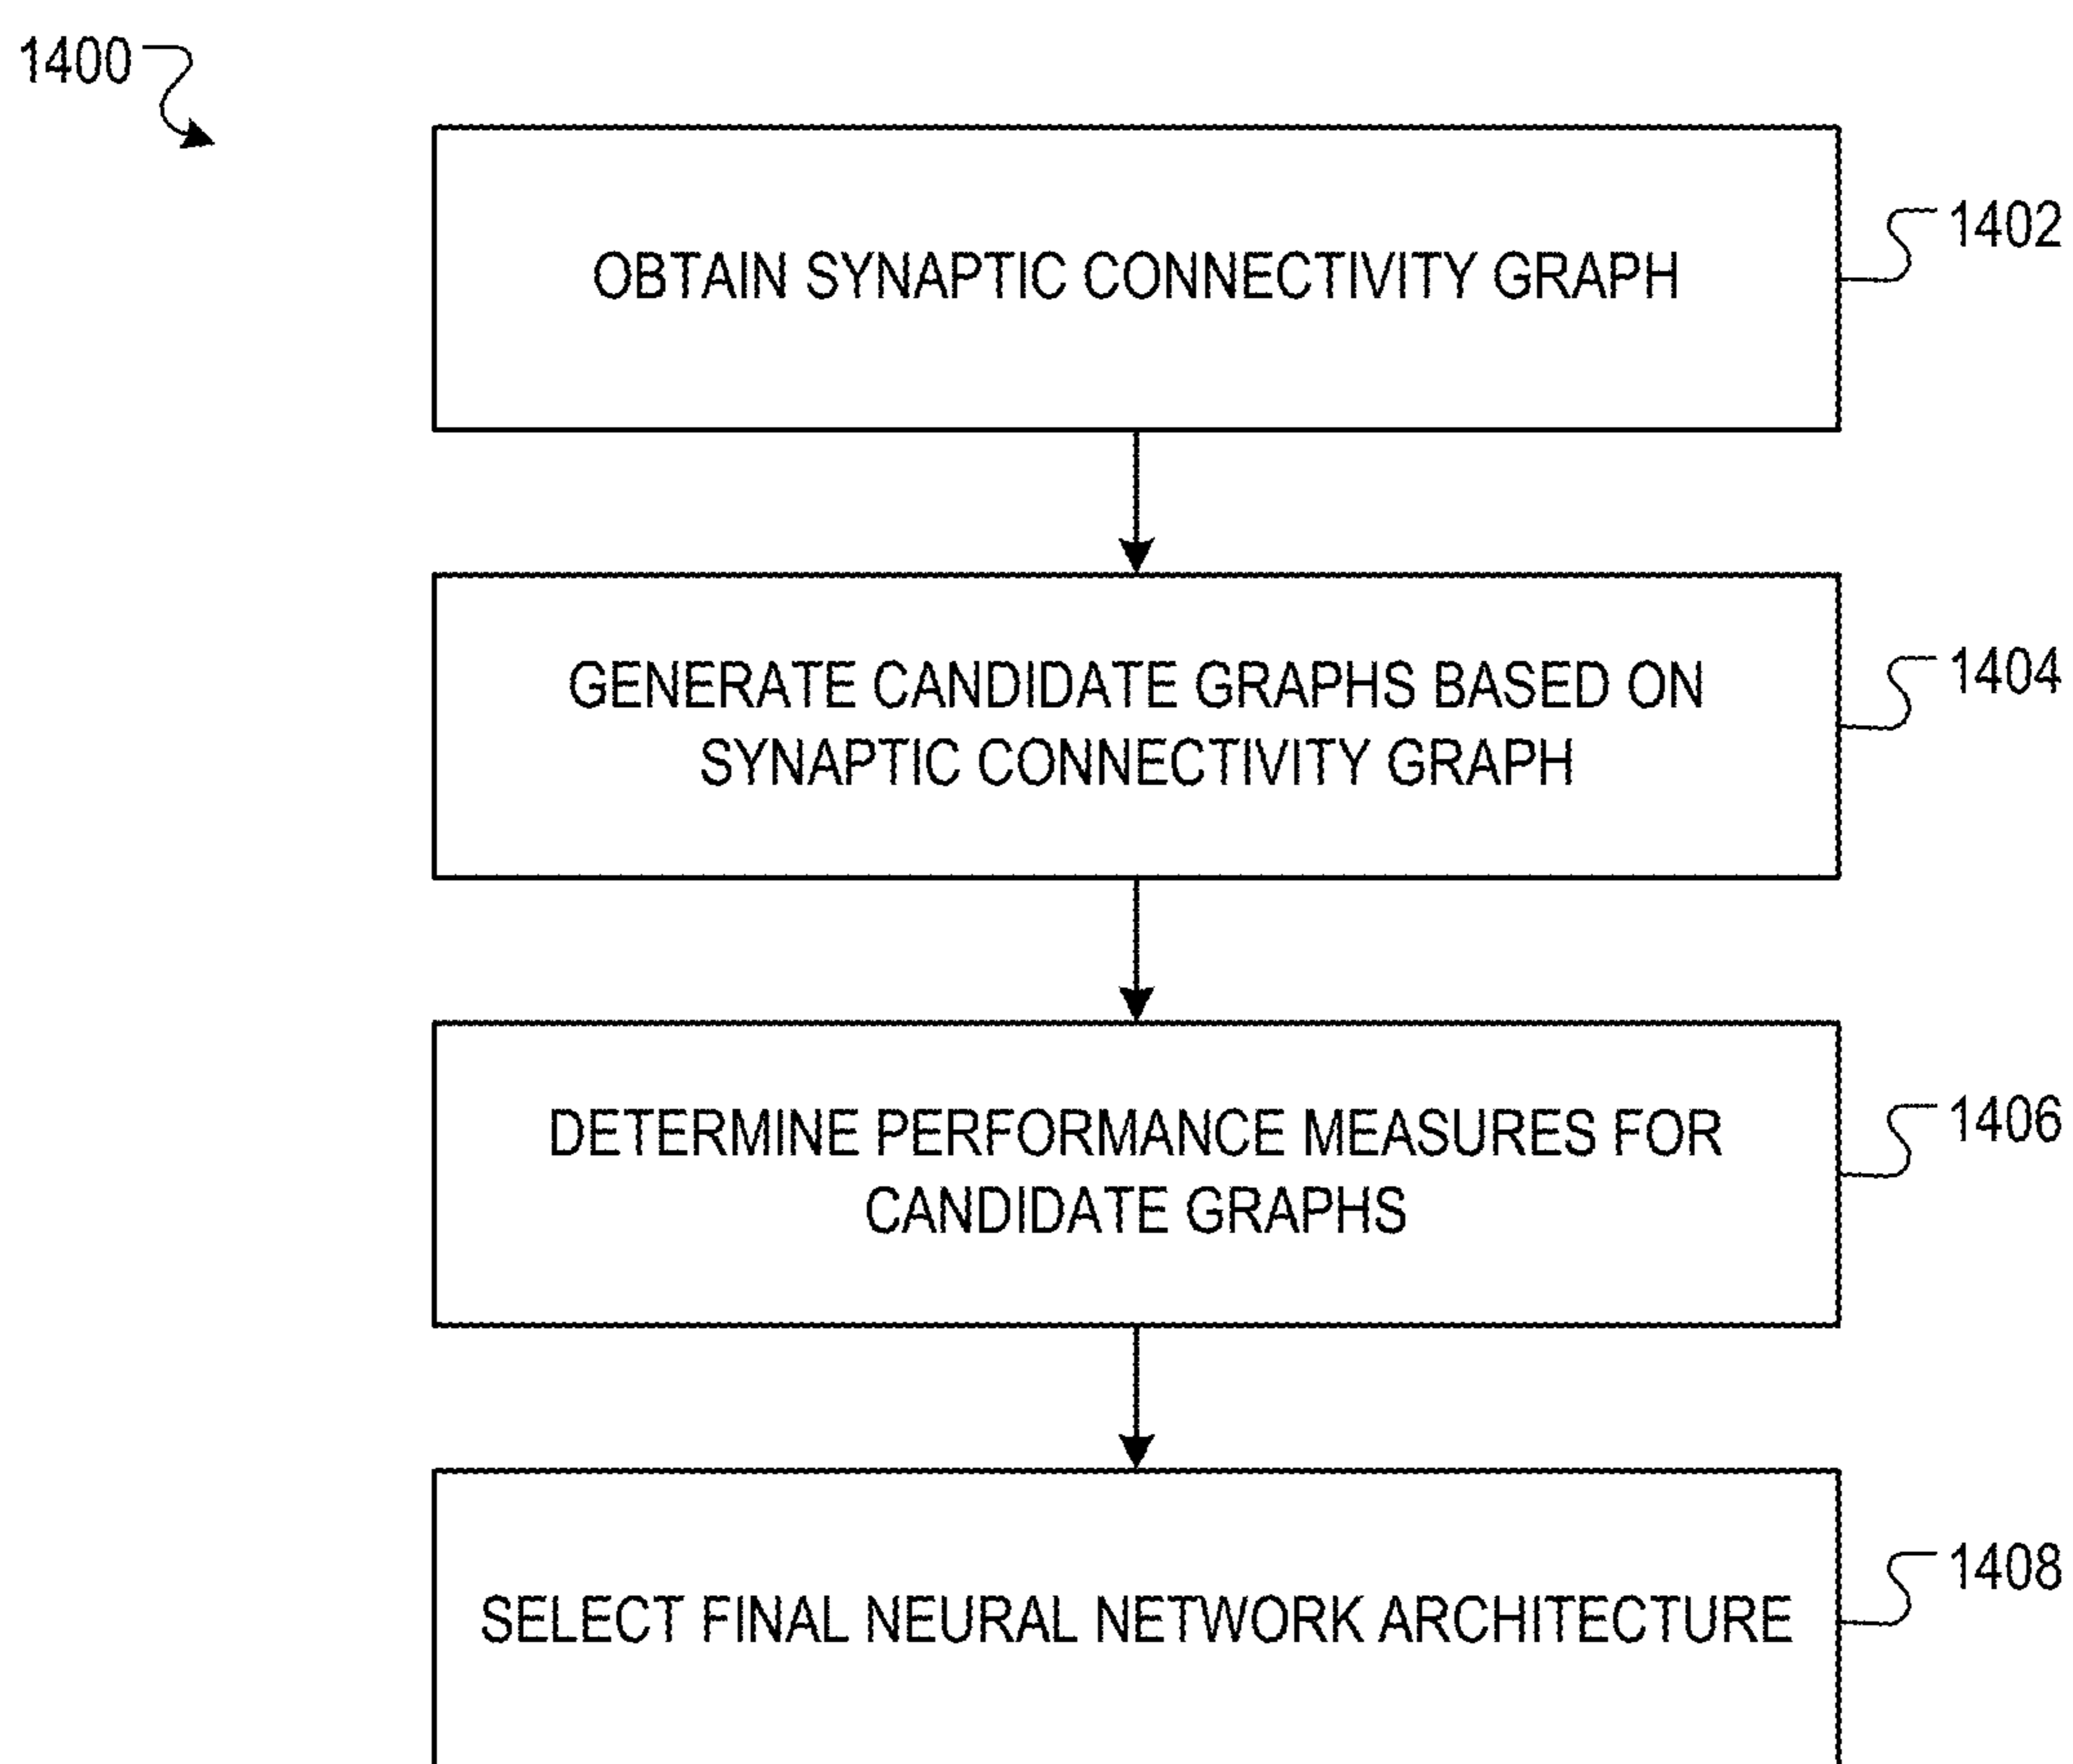 1400
OBTAIN SYNAPTIC CONNECTIVITY GRAPH
1402
GENERATE CANDIDATE GRAPHS BASED ON
SYNAPTIC CONNECTIVITY GRAPH
1404
DETERMINE PERFORMANCE MEASURES FOR
CANDIDATE GRAPHS
1406
SELECT FINAL NEURAL NETWORK ARCHITECTURE
1408